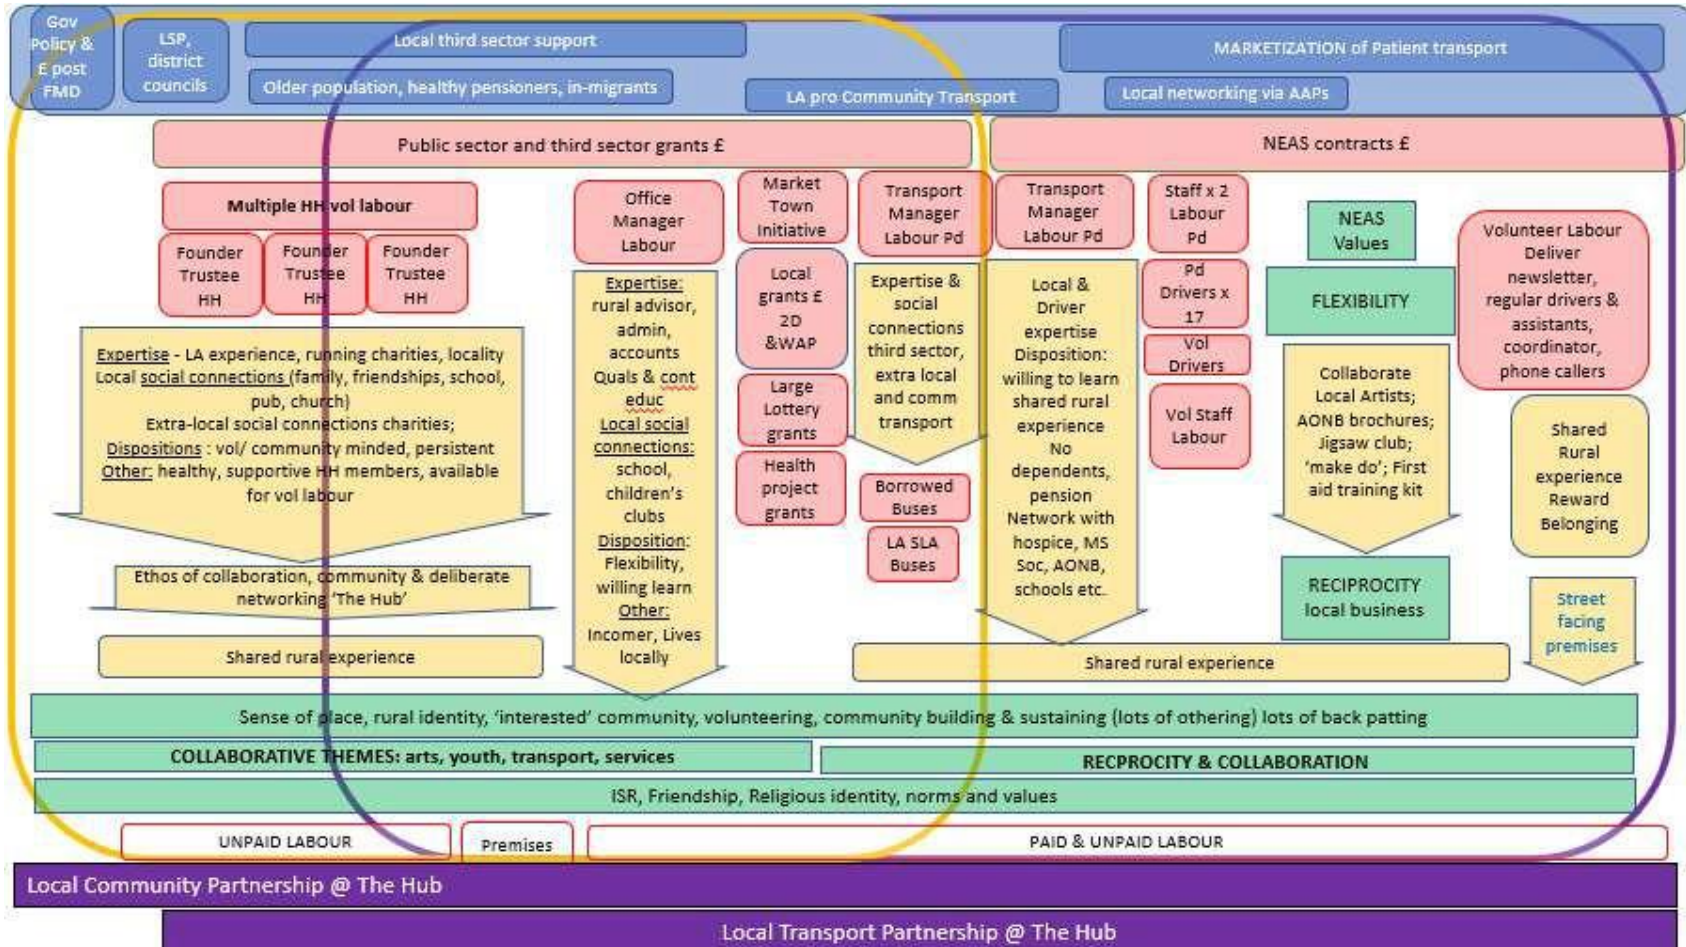 Gov
Policy &
£ post
FMD
LSP,
district
councils
Local third sector support
Older population, healthy pensioners, in-migrants
LA pro Community Transport
MARKETIZATION of Patient transport
Local networking via AAPs
Public sector and third sector grants £
NEAS contracts £
Multiple HH vol labour
Founder
Trustee
HH
Founder
Trustee
HH
Founder
Trustee
HH
Expertise - LA experience, running charities, locality
Local social connections (family, friendships, school,
pub, church)
Extra-local social connections charities;
Dispositions : vol/ community minded, persistent
Other: healthy, supportive HH members, available
for vol labour
Ethos of collaboration, community & deliberate
networking ‘The Hub’
Shared rural experience
Office
Manager
Labour
Expertise:
rural advisor,
admin,
accounts
Quals & cont
educ
Local social
connections:
school,
children’s
clubs
Disposition:
Flexibility,
willing learn
Other:
Incomer, Lives
locally
Market
Town
Initiative
Local
grants £
2D
&WAP
Large
Lottery
grants
Health
project
grants
Transport
Manager
Labour Pd
Expertise &
social
connections
third sector,
extra local
and comm
transport
Borrowed
Buses
LA SLA
Buses
Transport
Manager
Labour Pd
Local &
Driver
expertise
Disposition:
willing to learn
shared rural
experience
No
dependents,
pension
Network with
hospice, MS
Soc, AONB,
schools etc.
Staff x 2
Labour
Pd
Pd
Drivers x
17
Vol
Drivers
Vol Staff
Labour
NEAS
Values
FLEXIBILITY
Collaborate
Local Artists;
AONB brochures;
Jigsaw club;
‘make do’; First
aid training kit
RECIPROCITY
local business
Volunteer Labour
Deliver
newsletter,
regular drivers &
assistants,
coordinator,
phone callers
Shared
Rural
experience
Reward
Belonging
Street
facing
premises
Shared rural experience
Sense of place, rural identity, ‘interested’ community, volunteering, community building & sustaining (lots of othering) lots of back patting
COLLABORATIVE THEMES: arts, youth, transport, services
RECPROCITY & COLLABORATION
ISR, Friendship, Religious identity, norms and values
UNPAID LABOUR
Premises
PAID & UNPAID LABOUR
Local Community Partnership @ The Hub
Local Transport Partnership @ The Hub